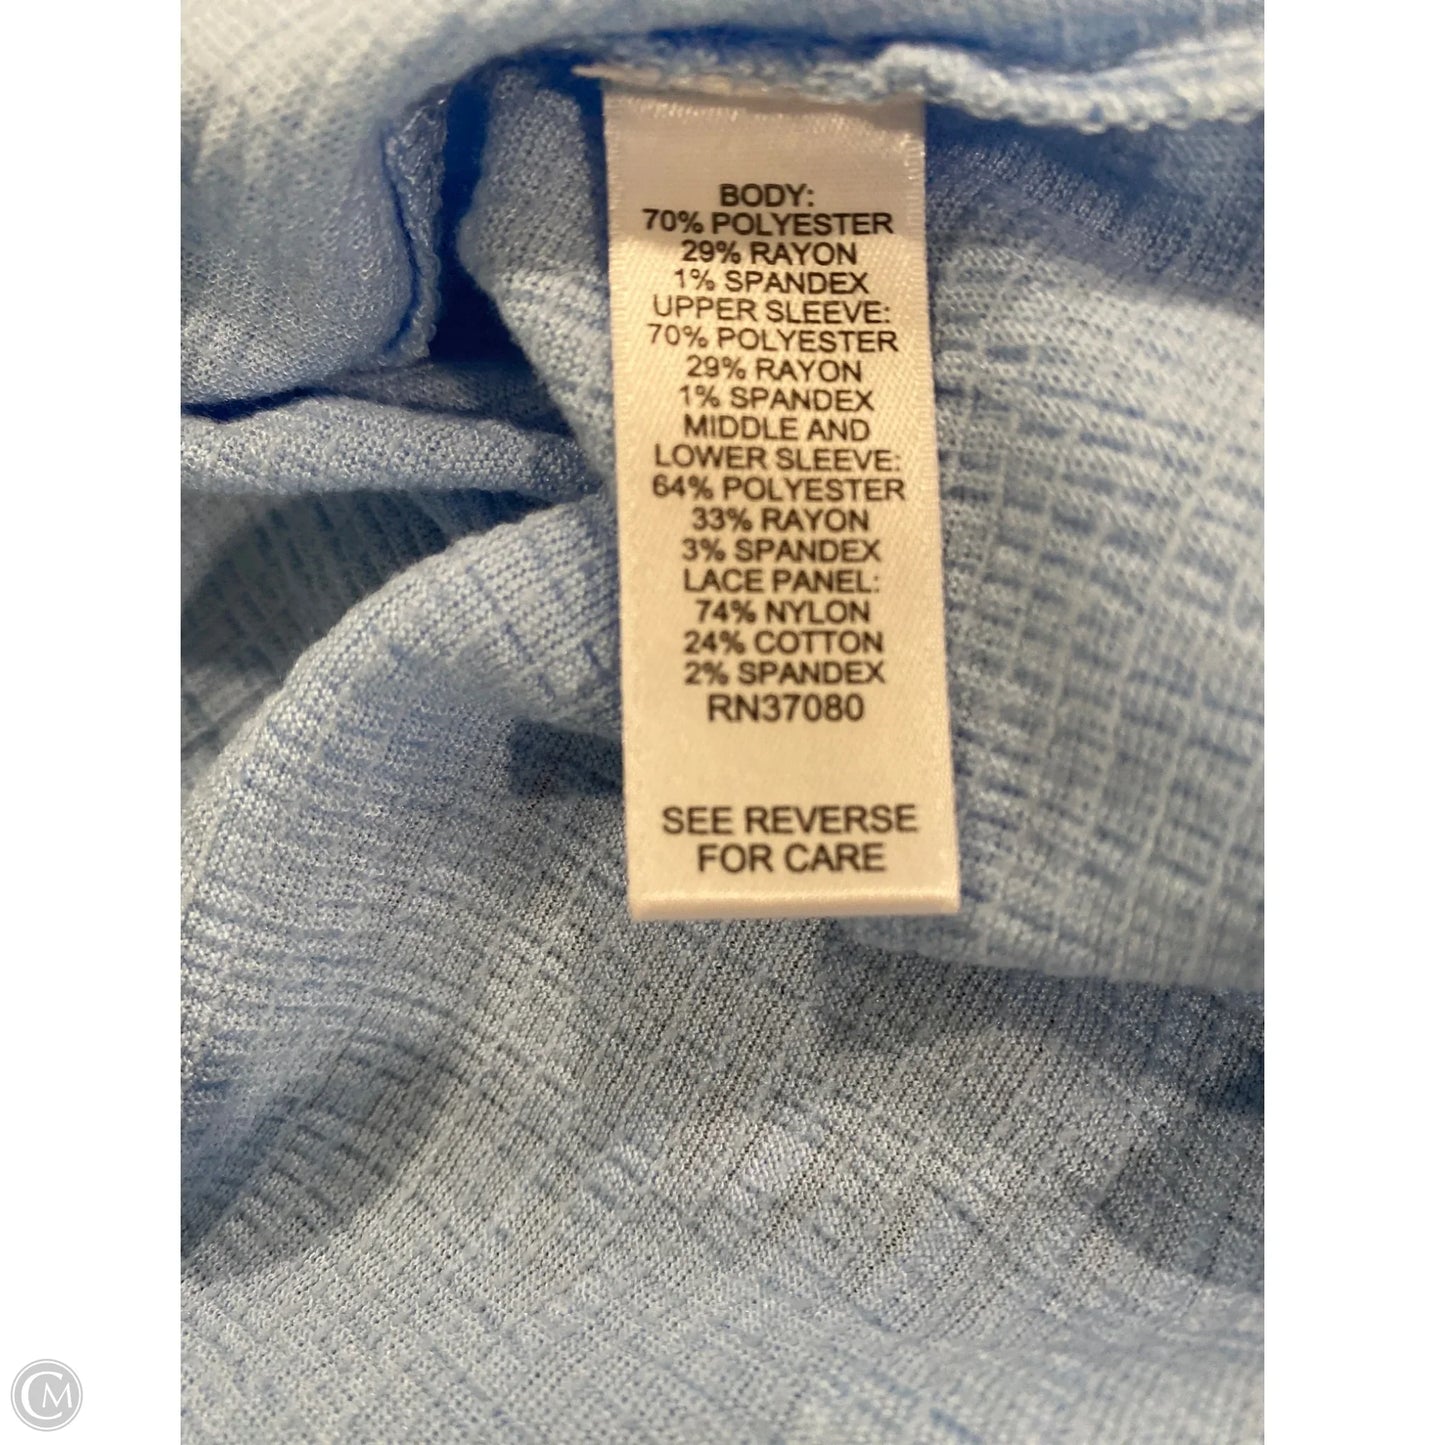 BODY:
70% POLYESTER
29% RAYON
1% SPANDEX
UPPER SLEEVE:
70% POLYESTER
29% RAYON
1% SPANDEX
MIDDLE AND
LOWER SLEEVE:
64% POLYESTER
33% RAYON
3% SPANDEX
LACE PANEL:
74% NYLON
24% COTTON
2% SPANDEX
RN37080
SEE REVERSE
FOR CARE
CM